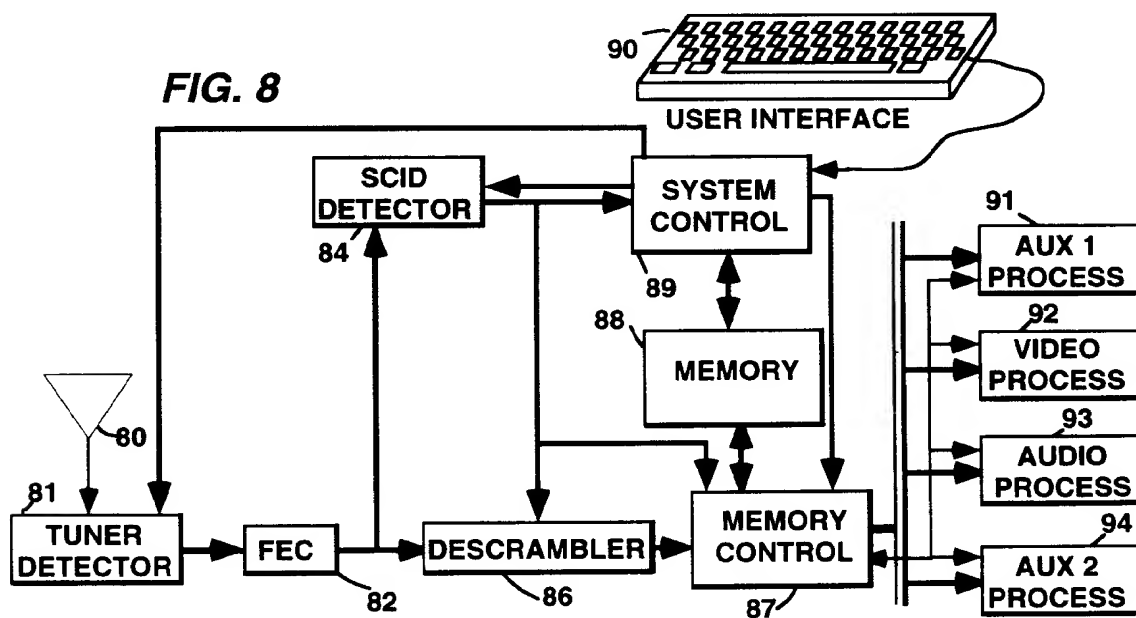 FIG. 8
90
USER INTERFACE
SCID
DETECTOR
84
SYSTEM
CONTROL
89
91
AUX 1
PROCESS
88
MEMORY
92
VIDEO
PROCESS
80
93
AUDIO
PROCESS
81
TUNER
DETECTOR
FEC
82
DESCRAMBLER
86
MEMORY
CONTROL
87
94
AUX 2
PROCESS